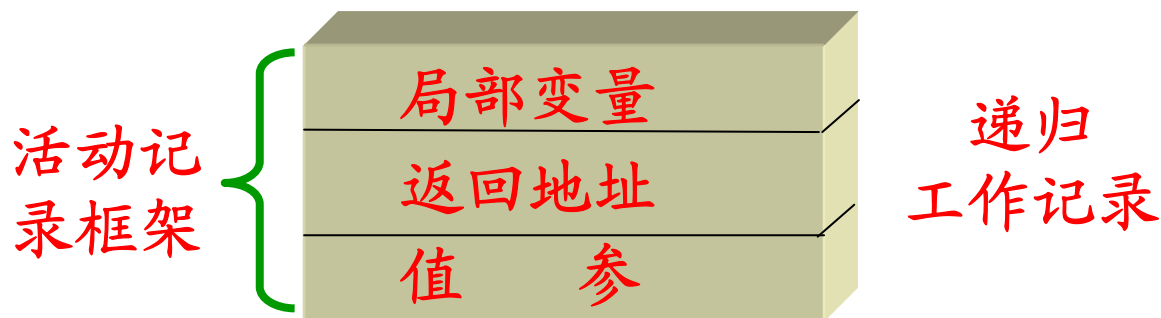 活动记
录框架
局部变量
返回地址
值 参
递归
工作记录